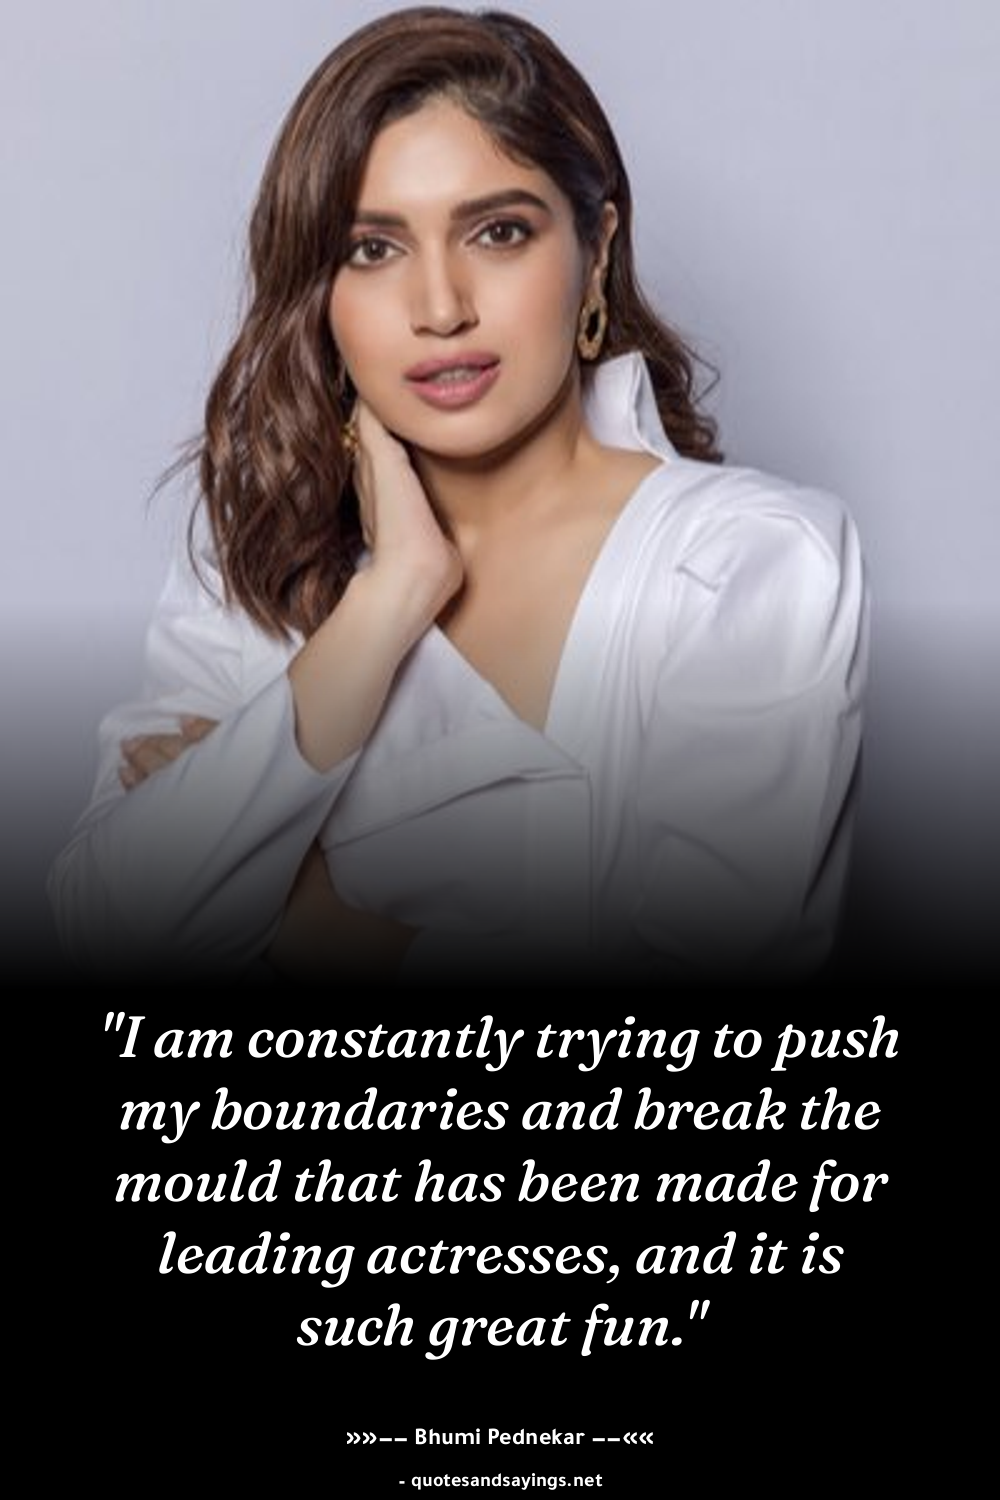 "I am constantly trying to push
my boundaries and break the
mould that has been made for
leading actresses, and it is
such great fun."
»»−− Bhumi Pednekar −−««
- quotesandsayings.net